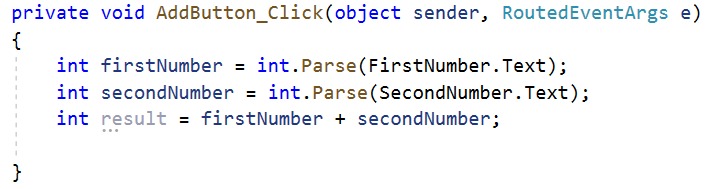 private void AddButton_Click(object sender, RoutedEventArgs e)
{
    int firstNumber = int.Parse(FirstNumber.Text);
    int secondNumber = int.Parse(SecondNumber.Text);
    int result = firstNumber + secondNumber;
}